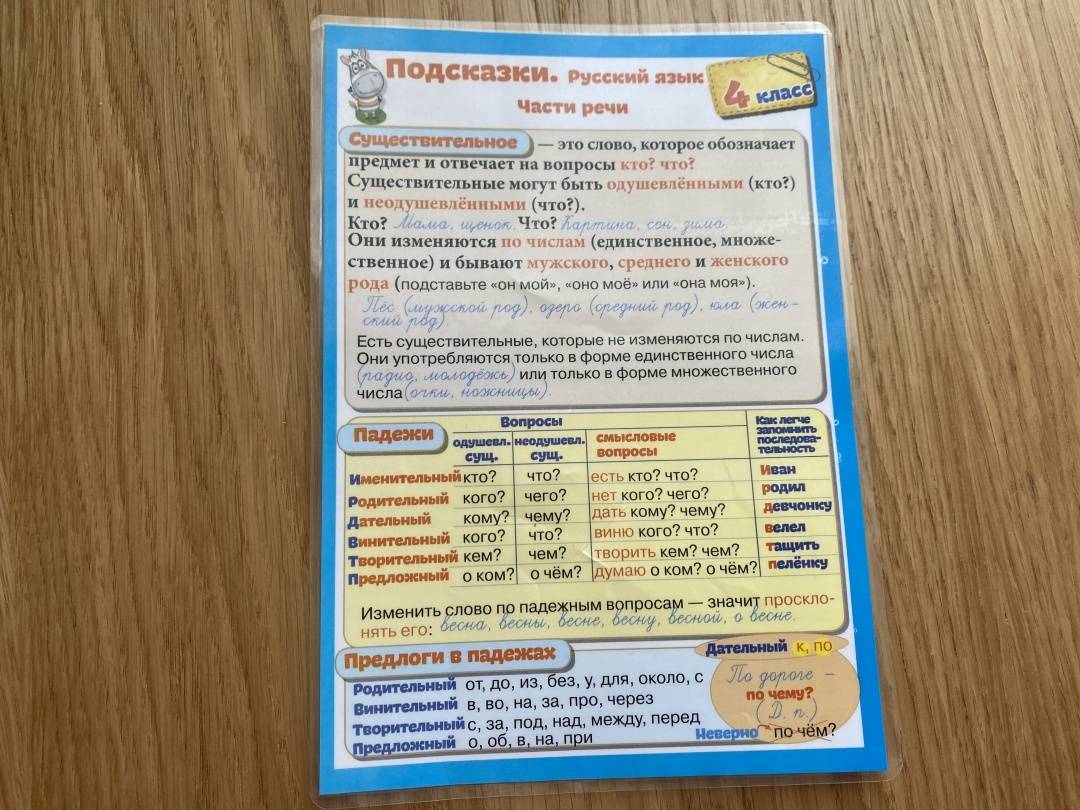 Подсказки. Русский язык
4 класс
Части речи
Существительное — это слово, которое обозначает
предмет и отвечает на вопросы кто? что?
Существительные могут быть одушевлёнными (кто?)
и неодушевлёнными (что?).
Кто? Мама, щенок. Что? Картина, сон, зима.
Они изменяются по числам (единственное, множе-
ственное) и бывают мужского, среднего и женского
рода (подставьте «он мой», «оно моё» или «она моя»).
Пёс (мужской род), озеро (средний род), юла (жен-
ский род).
Есть существительные, которые не изменяются по числам.
Они употребляются только в форме единственного числа
(радио, молодёжь) или только в форме множественного
числа (очки, ножницы).
Падежи
Вопросы
одушевл. сущ. неодушевл. сущ. смысловые вопросы Как легче запомнить последова-тельность
Именительный кто? что? есть кто? что? Иван
Родительный кого? чего? нет кого? чего? родил
Дательный кому? чему? дать кому? чему? девчонку
Винительный кого? что? виню кого? что? велел
Творительный кем? чем? творить кем? чем? тащить
Предложный о ком? о чём? думаю о ком? о чём? пелёнку
Изменить слово по падежным вопросам — значит проскло-
нять его: весна, весны, весне, весну, весной, о весне.
Предлоги в падежах
Родительный от, до, из, без, у, для, около, с
Винительный в, во, на, за, про, через
Творительный с, за, под, над, между, перед
Предложный о, об, в, на, при
Дательный к, по
По дороге –
по чему?
(Д. п.)
Неверно по чём?